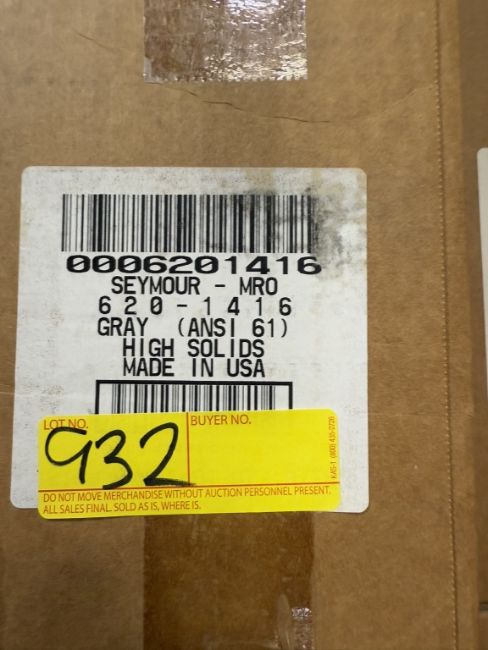 0006201416
SEYMOUR - MRO
620-1416
GRAY (ANSI 61)
HIGH SOLIDS
MADE IN USA
LOT NO.
932
BUYER NO.
DO NOT MOVE MERCHANDISE WITHOUT AUCTION PERSONNEL PRESENT.
ALL SALES FINAL. SOLD AS IS, WHERE IS.